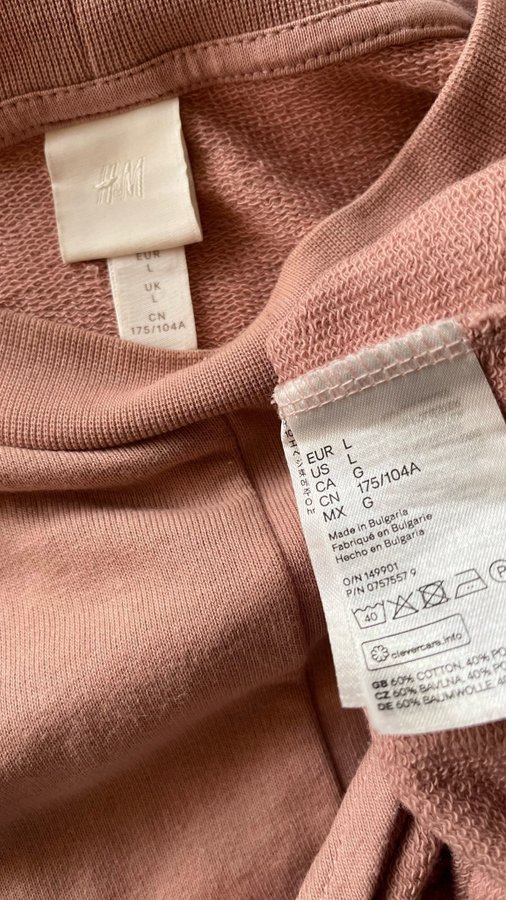 H&M
EUR
L
UK
L
CN
175/104A
EUR L
US L
CA G
CN 175/104A
MX G
Made in Bulgaria
Fabriqué en Bulgarie
Hecho en Bulgaria
O/N 149901
P/N 0757557 9
40
P
clevercare.info
GB 60% COTTON, 40% PO
CZ 60% BAVLNA, 40% PO
DE 60% BAUMWOLLE, 40